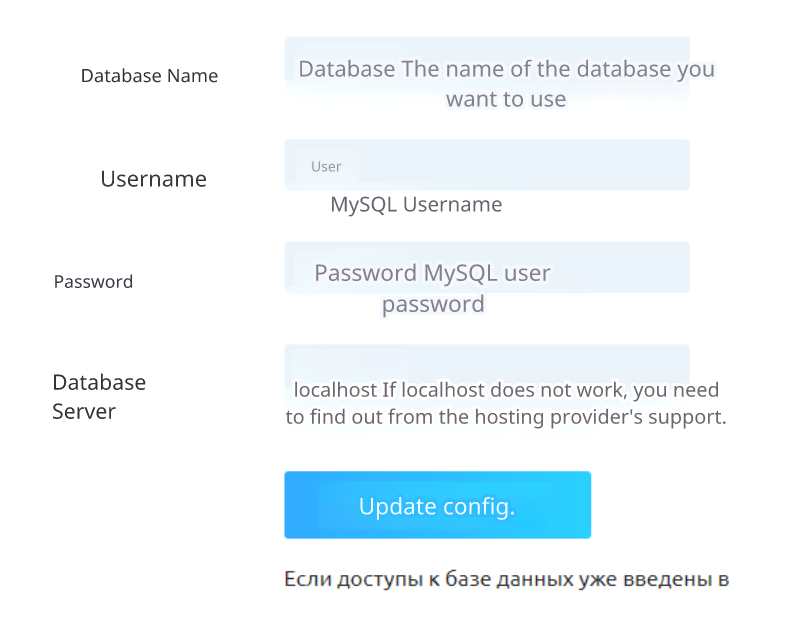 Database Name
Database The name of the database you
want to use
Username
User
MySQL Username
Password
Password MySQL user
password
Database
Server
localhost If localhost does not work, you need
to find out from the hosting provider's support.
Update config.
Если доступы к базе данных уже введены в